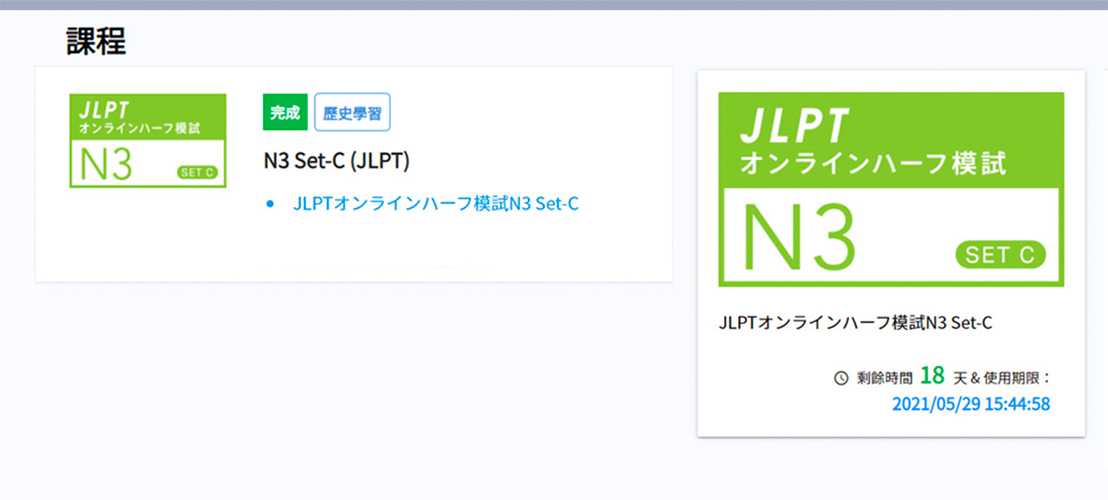 課程
JLPT
オンラインハーフ模試
N3
SET C
完成 歷史學習
N3 Set-C (JLPT)
• JLPTオンラインハーフ模試N3 Set-C
JLPT
オンラインハーフ模試
N3
SET C
JLPTオンラインハーフ模試N3 Set-C
剩餘時間 18 天 & 使用期限：
2021/05/29 15:44:58